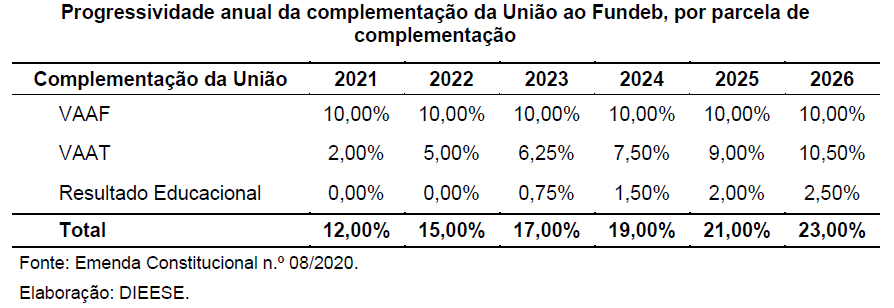 Progressividade anual da complementação da União ao Fundeb, por parcela de
complementação
Complementação da União 2021 2022 2023 2024 2025 2026
VAAF 10,00% 10,00% 10,00% 10,00% 10,00% 10,00%
VAAT 2,00% 5,00% 6,25% 7,50% 9,00% 10,50%
Resultado Educacional 0,00% 0,00% 0,75% 1,50% 2,00% 2,50%
Total 12,00% 15,00% 17,00% 19,00% 21,00% 23,00%
Fonte: Emenda Constitucional n.º 08/2020.
Elaboração: DIEESE.